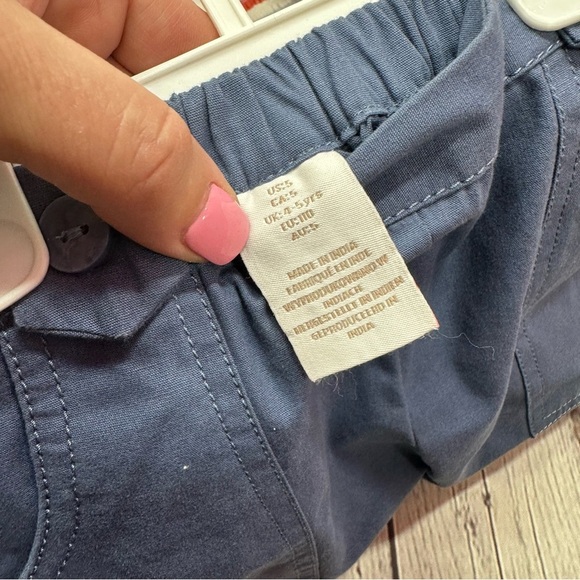 US:5
CA:5
UK:4-5yrs
EU:110
AU:5
MADE IN INDIA
FABRIQUÉ EN INDE
WYPRODUKOWANO W
INDIACH
HERGESTELLT IN INDIEN
GEPRODUCEERD IN
INDIA